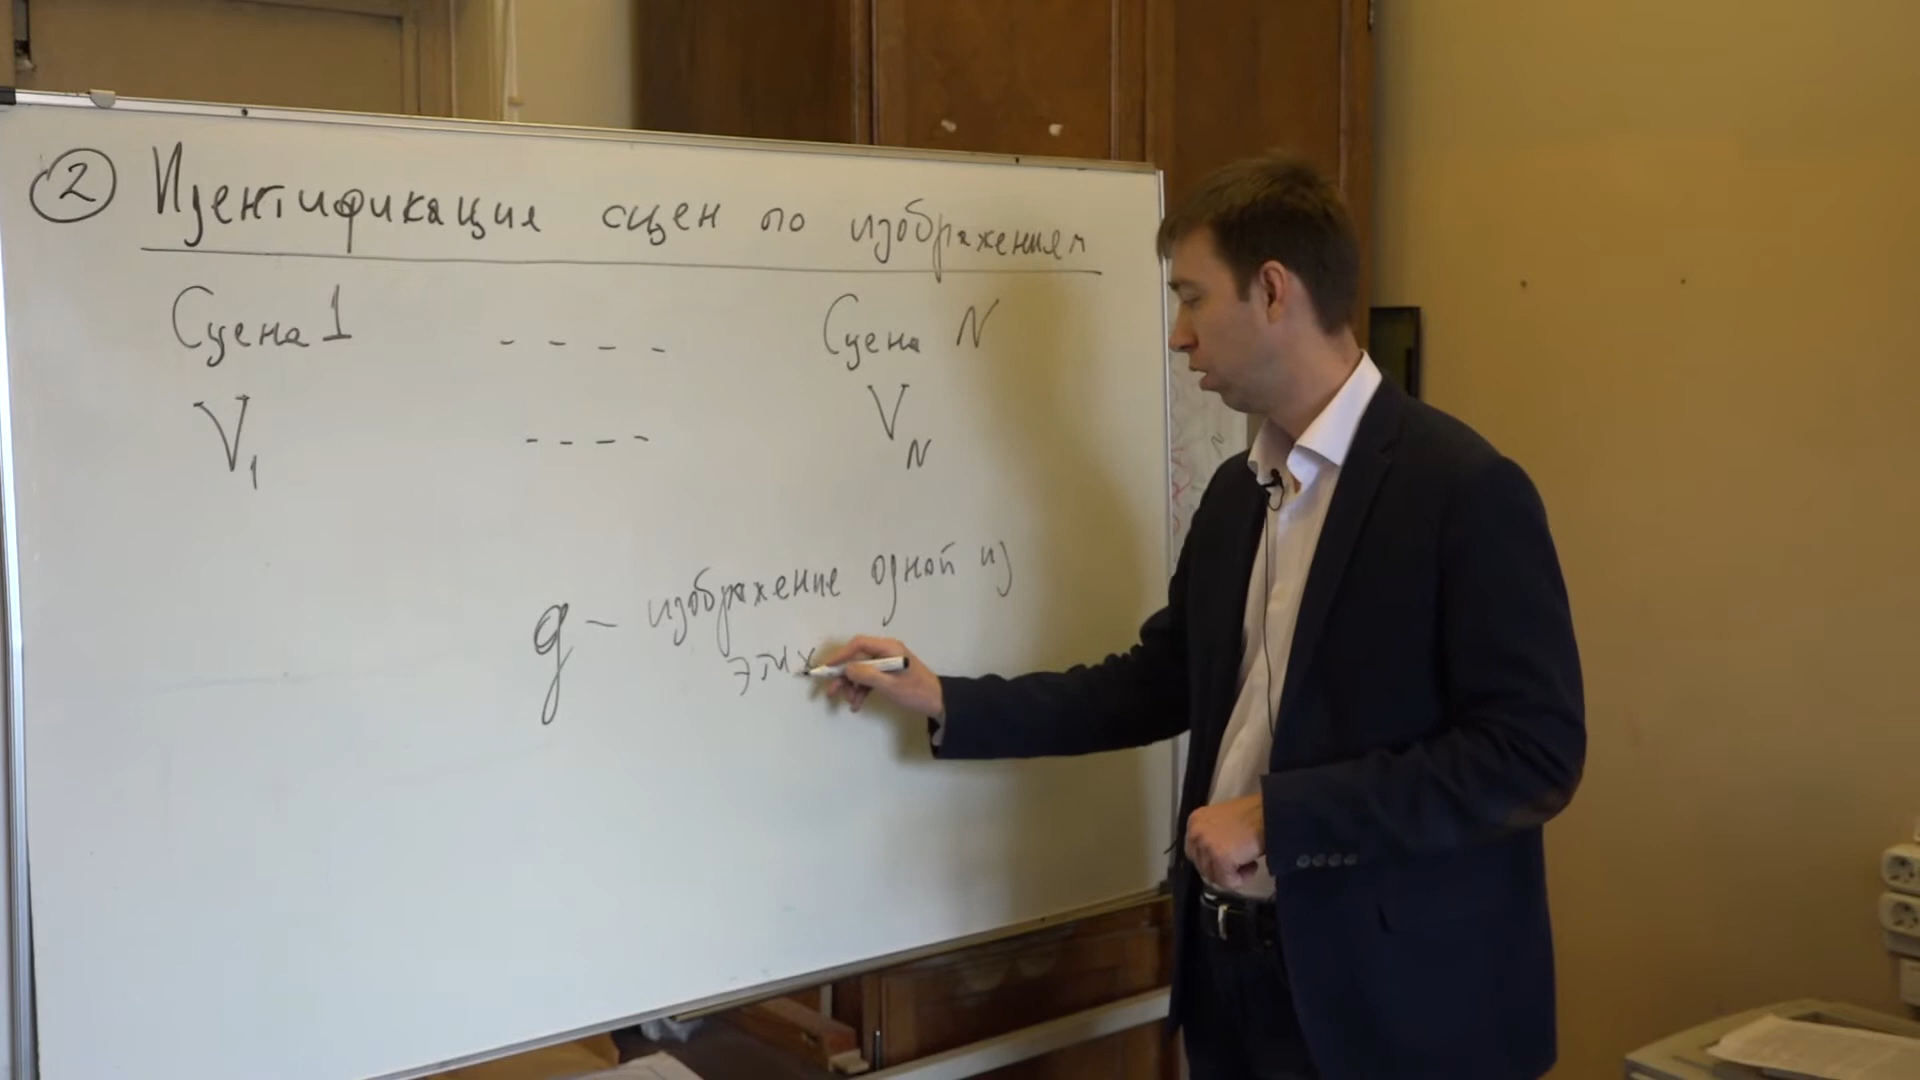 2 Идентификация сцен по изображениям
Сцена 1 - - - - Сцена N
V1 - - - - VN
g – изображение одной из
этих